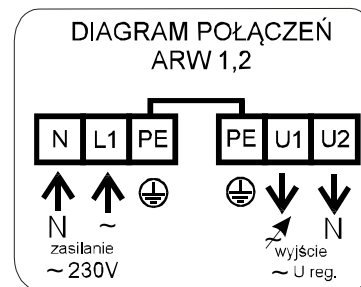 DIAGRAM POŁĄCZEŃ
ARW 1,2
N L1 PE PE U1 U2
N ~ N
zasilanie wyjście
~ 230V ~ U reg.